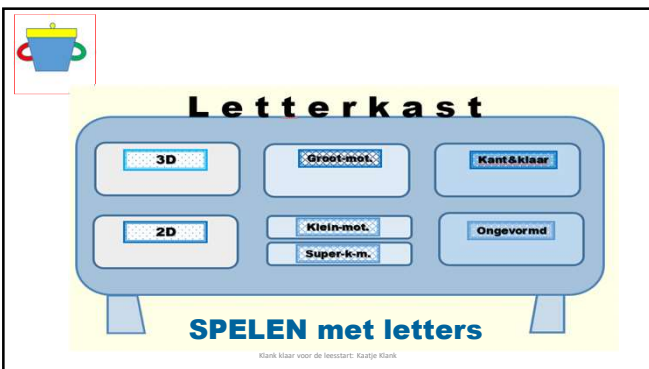 Letterkast
3D
Groot-mot.
Kant&klaar
2D
Klein-mot.
Super-k-m.
Ongevormd
SPELEN met letters
Klank klaar voor de leesstart: Kaatje Klank